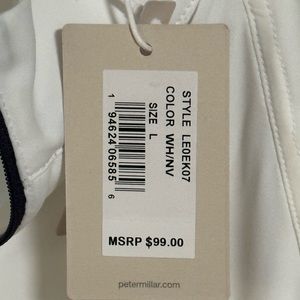 STYLE LE0EK07
COLOR WH/NV
SIZE L
1 94624 06585 6
MSRP $99.00
petermillar.com